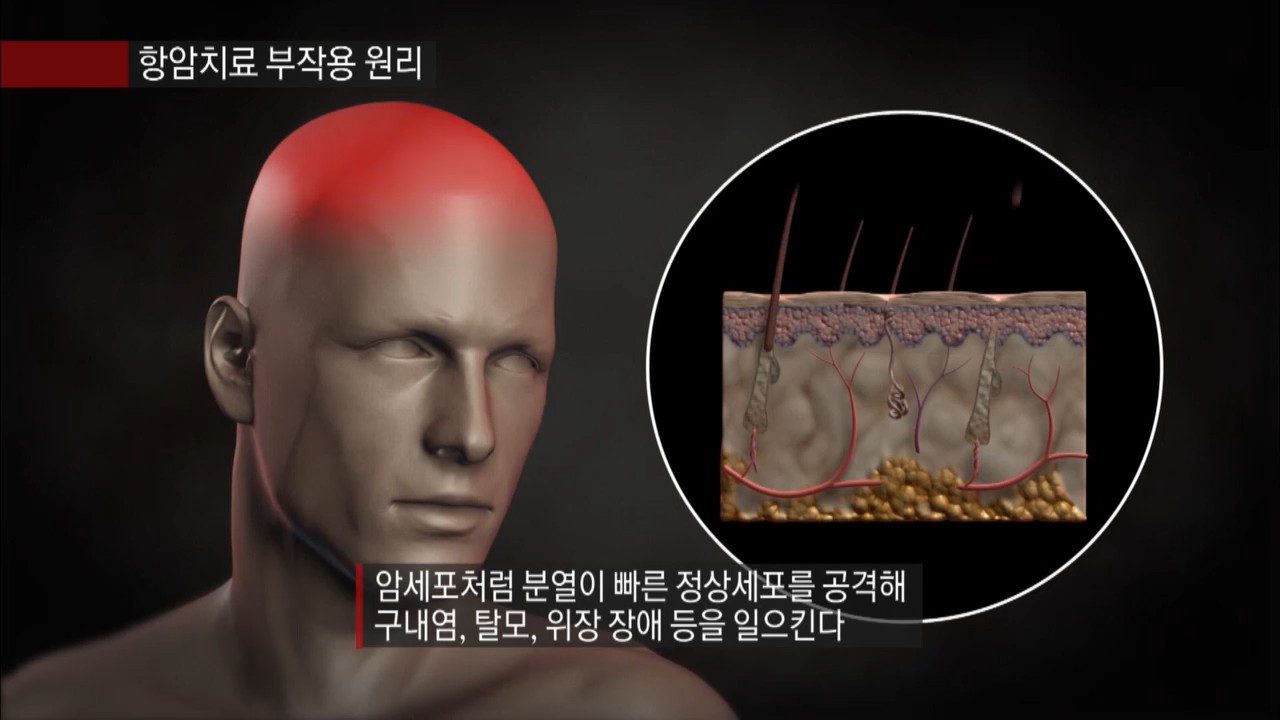 항암치료 부작용 원리
암세포처럼 분열이 빠른 정상세포를 공격해
구내염, 탈모, 위장 장애 등을 일으킨다